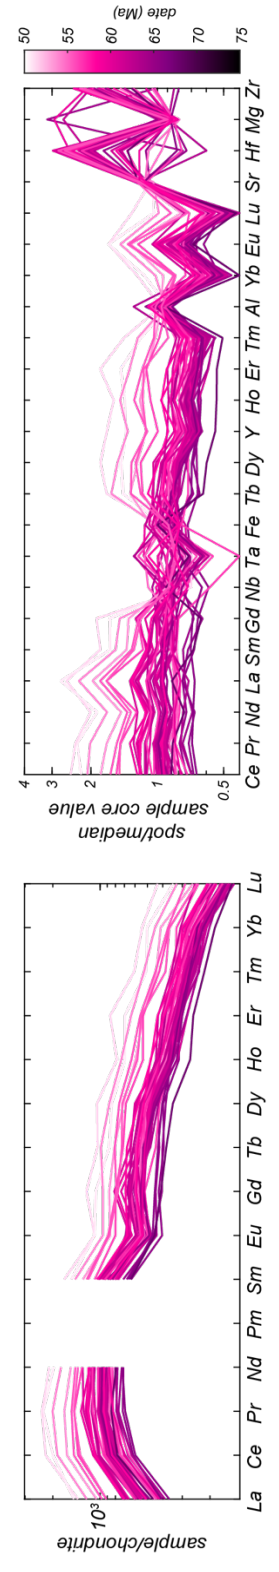 sample/chondrite
10³
La Ce Pr Nd Pm Sm Eu Gd Tb Dy Ho Er Tm Yb Lu
spot/median
sample core value
4
3
2
1
0.5
Ce Pr Nd La Sm Gd Nb Ta Fe Tb Dy Y Ho Er Tm Al Yb Eu Lu Sr Hf Mg Zr
50
55
60
65
70
75
date (Ma)